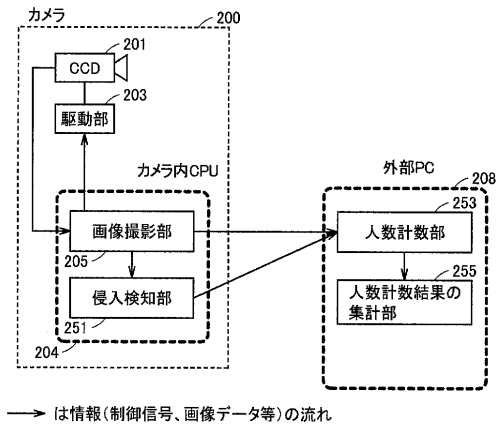 カメラ
200
201
CCD
203
駆動部
カメラ内CPU
外部PC
208
253
画像撮影部
人数計数部
205
255
侵入検知部
人数計数結果の
集計部
251
204
は情報(制御信号、画像データ等)の流れ